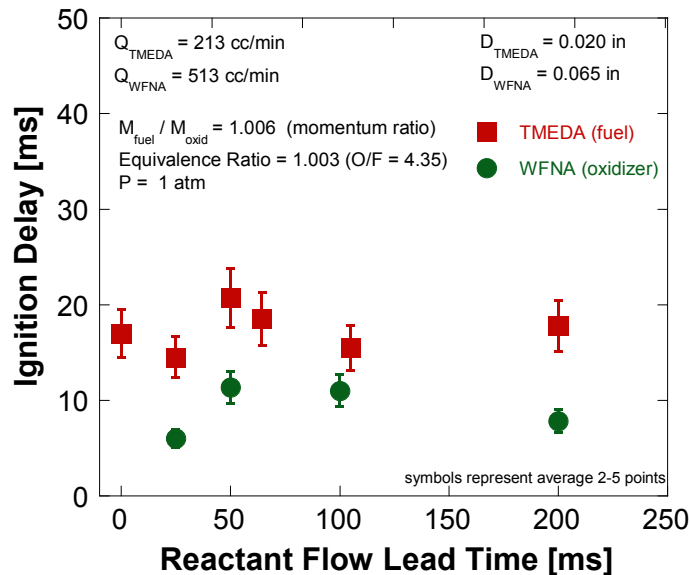 Q_TMEDA = 213 cc/min
Q_WFNA = 513 cc/min
D_TMEDA = 0.020 in
D_WFNA = 0.065 in
M_fuel / M_oxid = 1.006 (momentum ratio)
Equivalence Ratio = 1.003 (O/F = 4.35)
P = 1 atm
TMEDA (fuel)
WFNA (oxidizer)
symbols represent average 2-5 points
Ignition Delay [ms]
50
40
30
20
10
0
0
50
100
150
200
250
Reactant Flow Lead Time [ms]